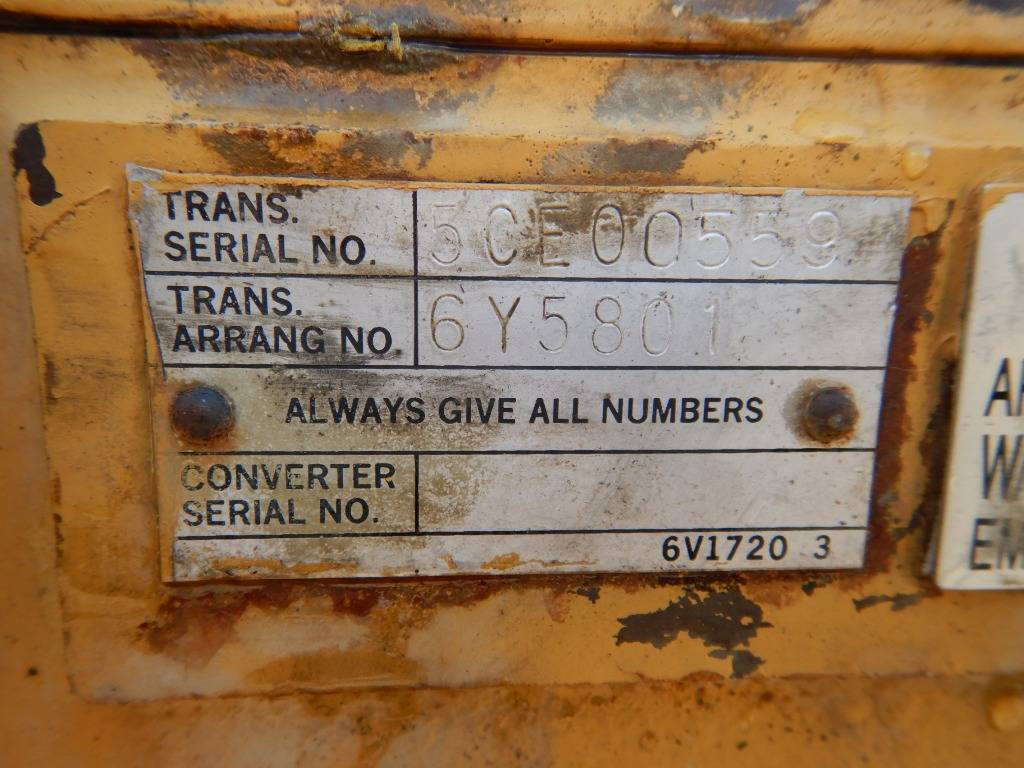 TRANS.
SERIAL NO. 5CE00559
TRANS.
ARRANG NO 6Y5801
ALWAYS GIVE ALL NUMBERS
CONVERTER
SERIAL NO.
6V1720 3